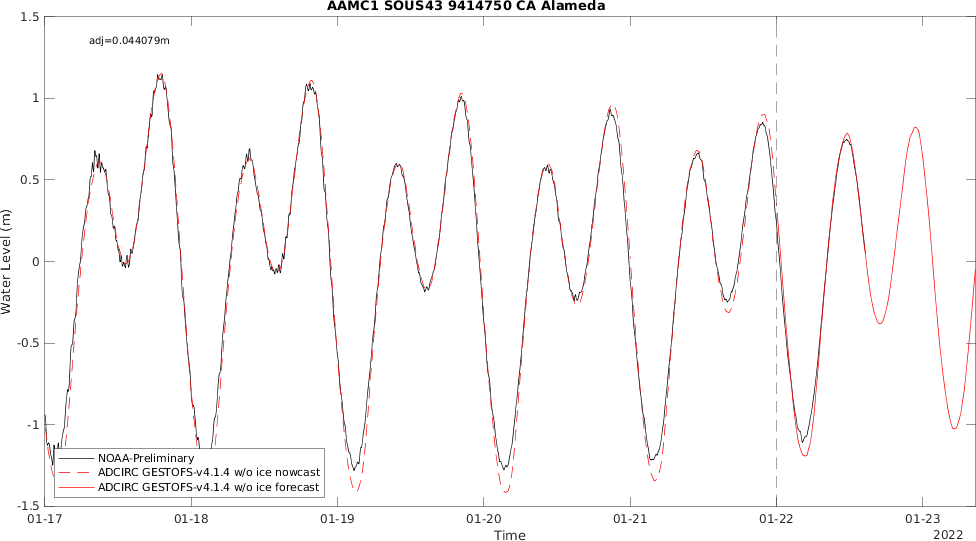 AAMC1 SOUS43 9414750 CA Alameda
adj=0.044079m
1.5
1
0.5
0
-0.5
-1
-1.5
Water Level (m)
NOAA-Preliminary
ADCIRC GESTOFS-v4.1.4 w/o ice nowcast
ADCIRC GESTOFS-v4.1.4 w/o ice forecast
01-17 01-18 01-19 01-20 01-21 01-22 01-23
Time
2022